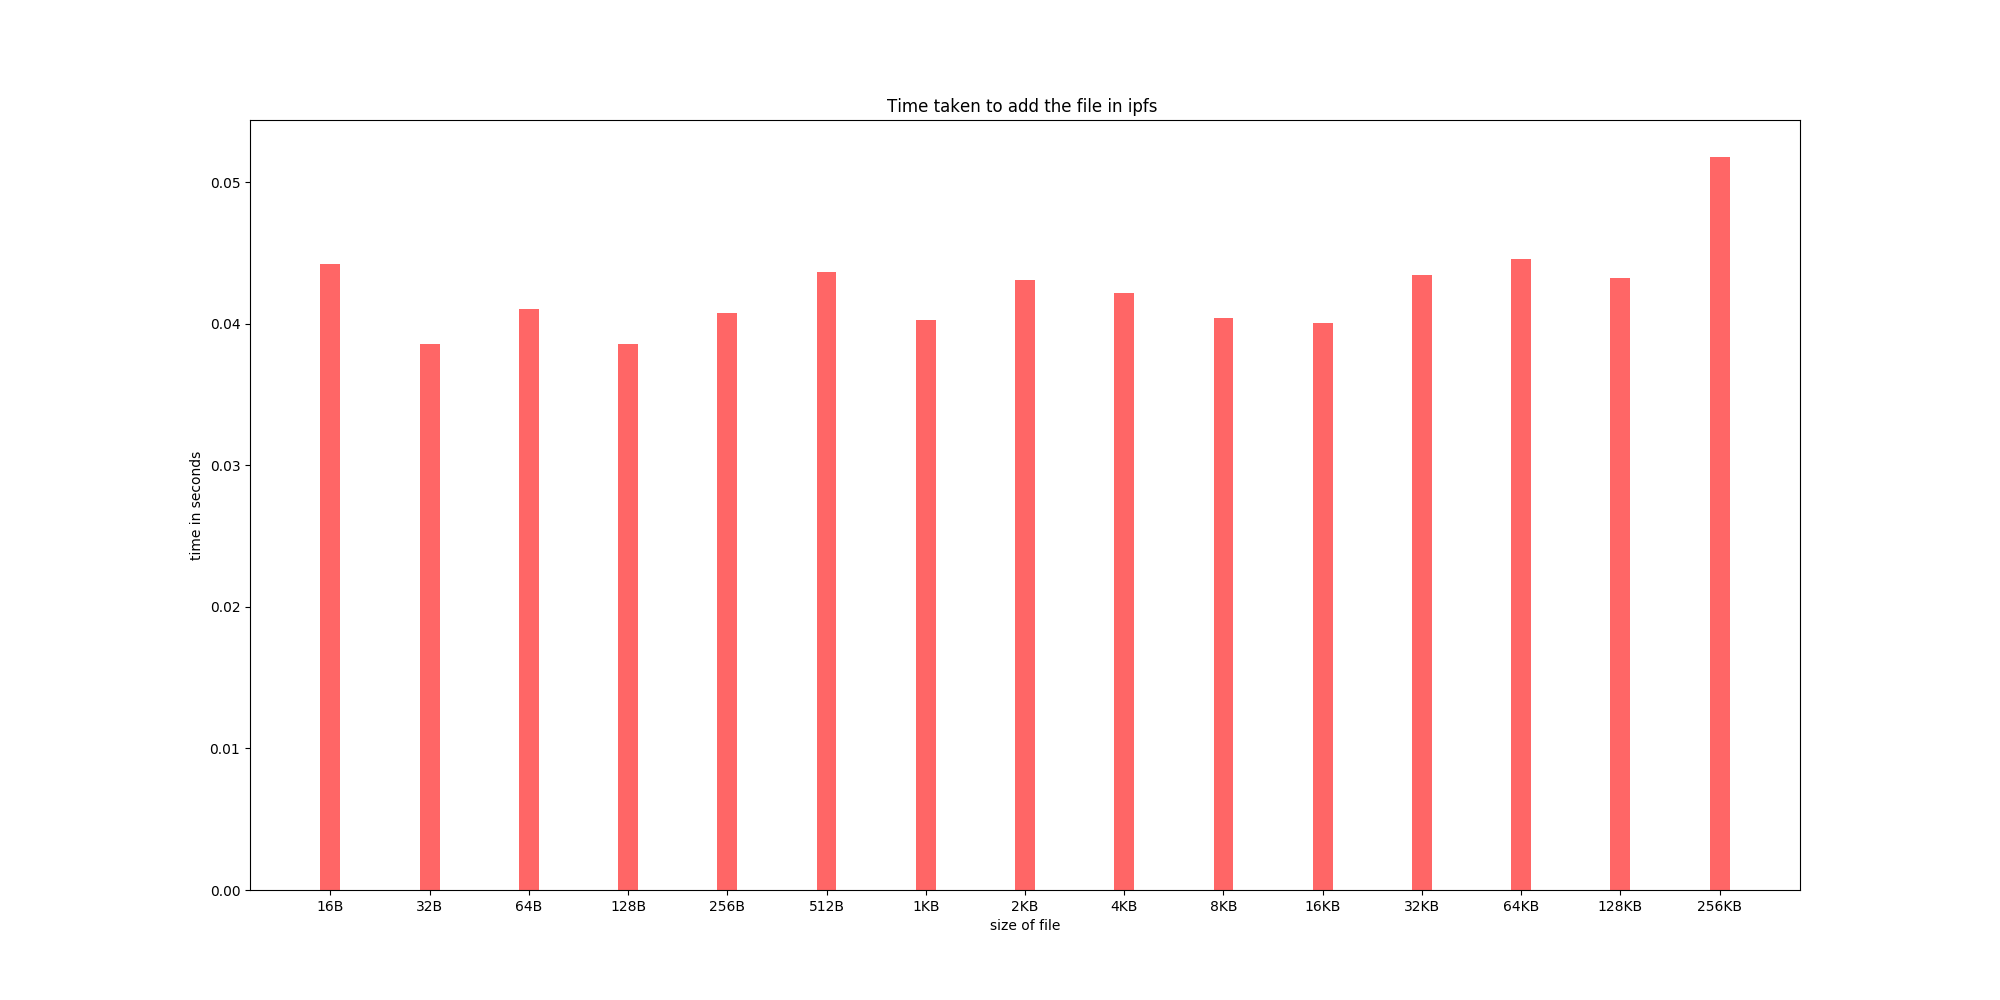 Time taken to add the file in ipfs
0.05
0.04
0.03
0.02
0.01
0.00
time in seconds
16B 32B 64B 128B 256B 512B 1KB 2KB 4KB 8KB 16KB 32KB 64KB 128KB 256KB
size of file